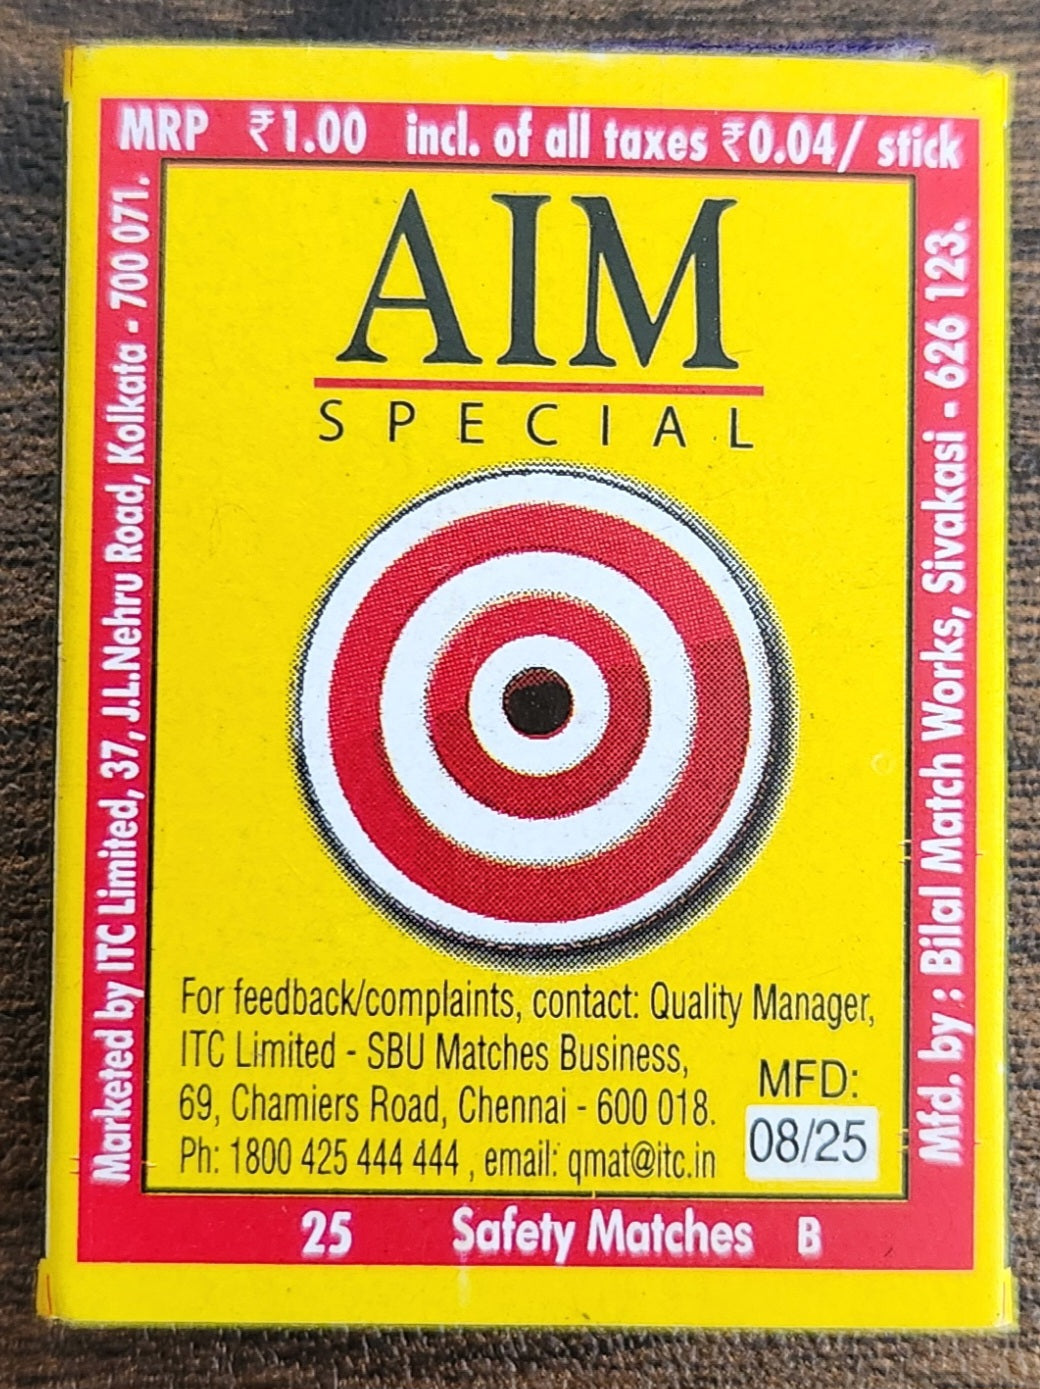 MRP ₹1.00 incl. of all taxes ₹0.04/ stick
Marketed by ITC Limited, 37, J.L.Nehru Road, Kolkata - 700 071.
AIM
SPECIAL
For feedback/complaints, contact: Quality Manager,
ITC Limited - SBU Matches Business,
69, Chamiers Road, Chennai - 600 018.
Ph: 1800 425 444 444 , email: qmat@itc.in
MFD:
08/25
Mfd. by : Bilal Match Works, Sivakasi - 626 123.
25 Safety Matches B